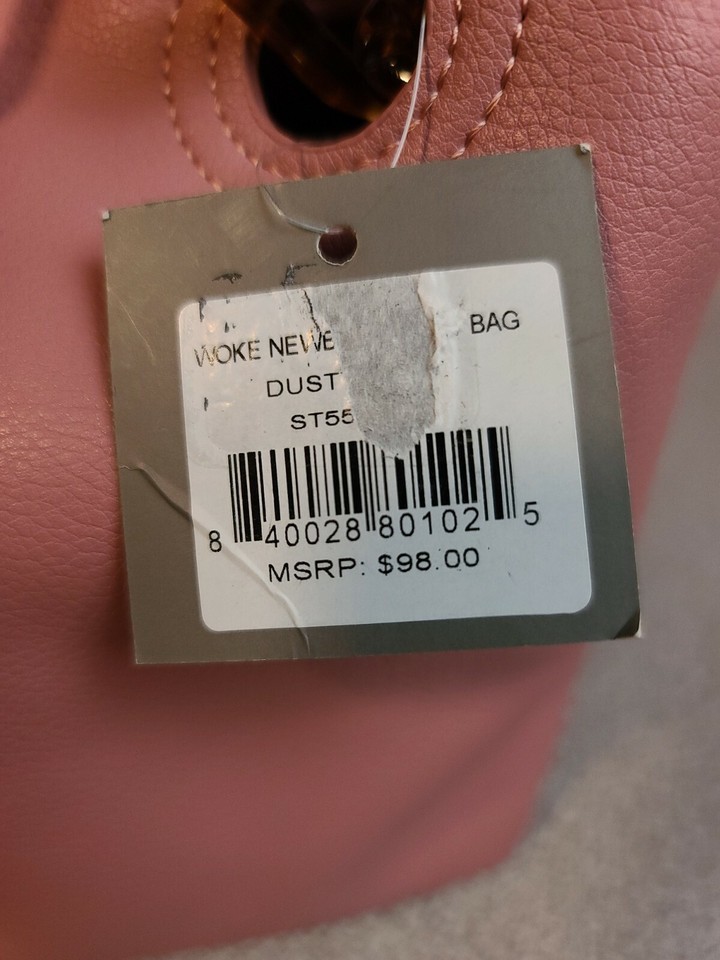 WOKE NEWE BAG
DUST
ST55
8 40028 80102 5
MSRP: $98.00